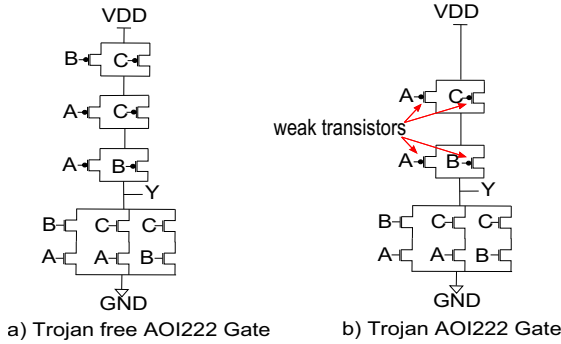 VDD
VDD
B C
A C
A C
weak transistors
A B
A B
Y
Y
B C C
B C C
A A B
A A B
GND
GND
a) Trojan free AOI222 Gate
b) Trojan AOI222 Gate